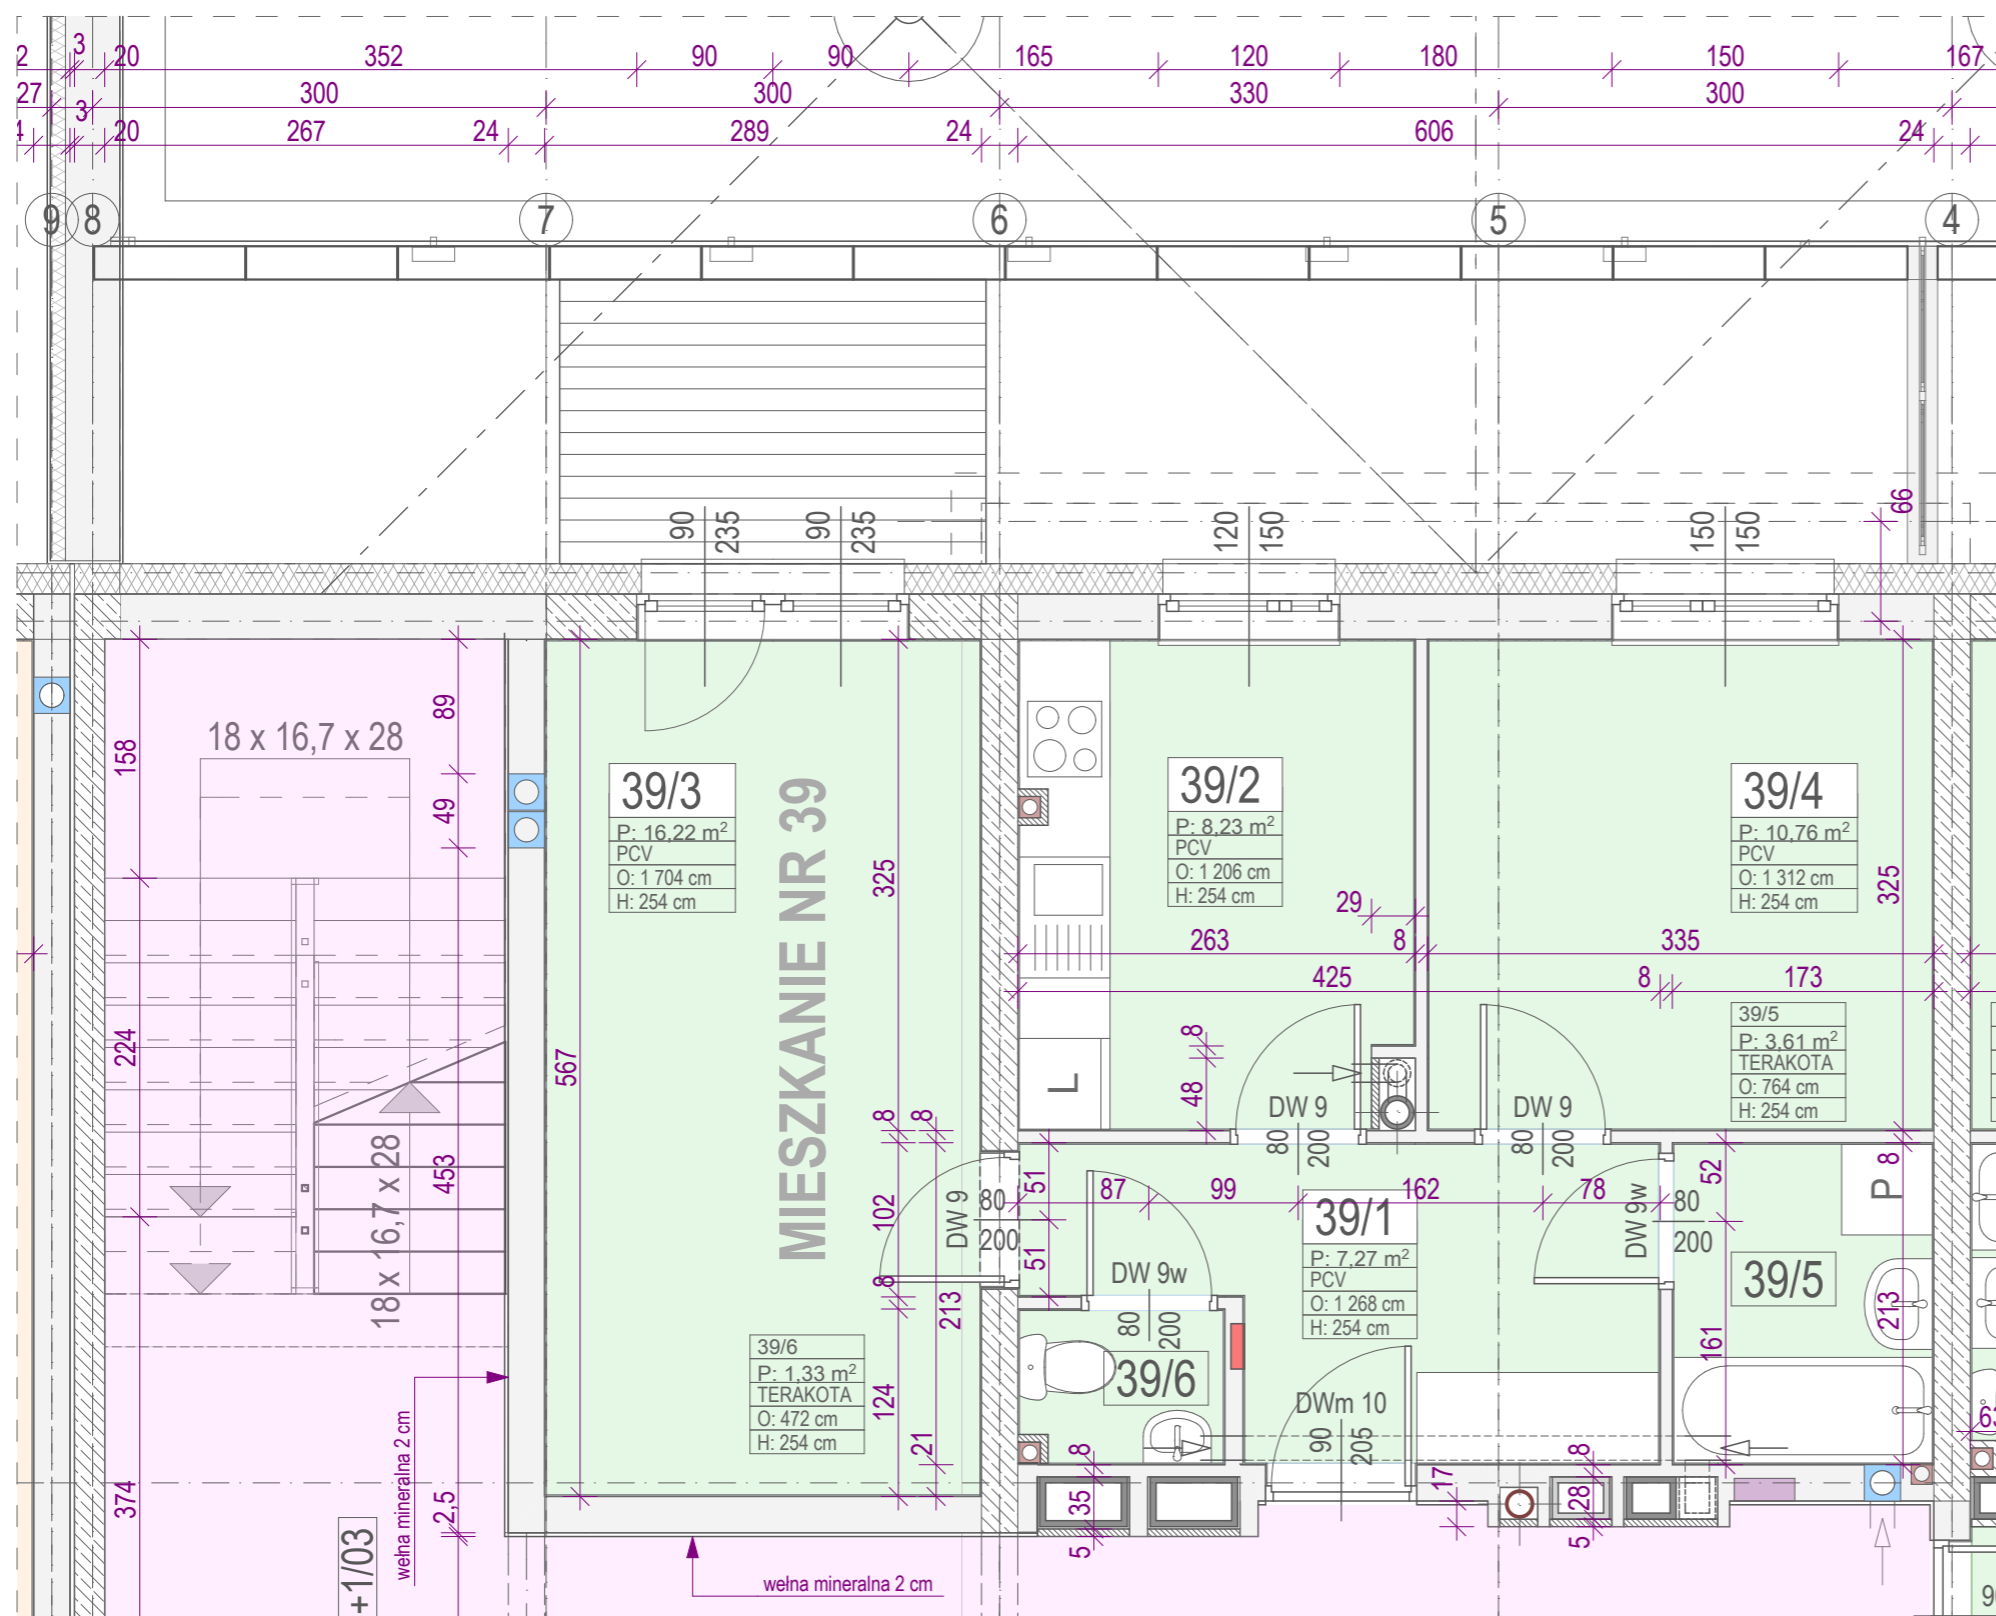 2 3 20 352 90 90 165 120 180 150 167
27 3 300 300 330 300
4 20 267 24 289 24 606 24
9 8 7 6 5 4
66
90 235 90 235 120 150 150 150
18 x 16,7 x 28
158
89
49
224
453
374
2,5
18 x 16,7 x 28
+1/03
wełna mineralna 2 cm
wełna mineralna 2 cm
567
39/3
P: 16,22 m²
PCV
O: 1 704 cm
H: 254 cm
MIESZKANIE NR 39
325
8 8
102
8
213
124
21
39/6
P: 1,33 m²
TERAKOTA
O: 472 cm
H: 254 cm
DW 9
80
200
39/2
P: 8,23 m²
PCV
O: 1 206 cm
H: 254 cm
29
263 8 335
425 8 173
8
48
L
DW 9
80
200
39/4
P: 10,76 m²
PCV
O: 1 312 cm
H: 254 cm
325
39/5
P: 3,61 m²
TERAKOTA
O: 764 cm
H: 254 cm
DW 9
80
200
51
51
87 99 162 78
39/1
P: 7,27 m²
PCV
O: 1 268 cm
H: 254 cm
DW 9w
80
200
39/6
DWm 10
90
205
DW 9w
80
200
52
161
8
P
39/5
213
8
35
5
17
8
28
5